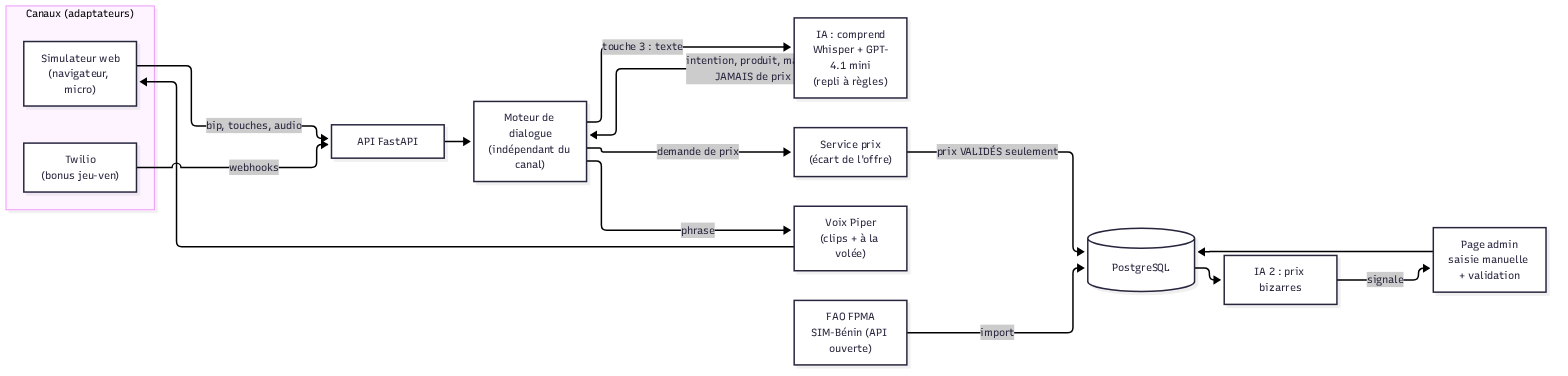 Canaux (adaptateurs)
Simulateur web
(navigateur,
micro)
Twilio
(bonus jeu-ven)
bip, touches, audio
webhooks
API FastAPI
Moteur de
dialogue
(indépendant du
canal)
touche 3 : texte
intention, produit, ma
JAMAIS de prix
demande de prix
phrase
IA : comprend
Whisper + GPT-
4.1 mini
(repli à règles)
Service prix
(écart de l'offre)
Voix Piper
(clips + à la
volée)
FAO FPMA
SIM-Bénin (API
ouverte)
prix VALIDÉS seulement
import
PostgreSQL
IA 2 : prix
bizarres
signale
Page admin
saisie manuelle
+ validation